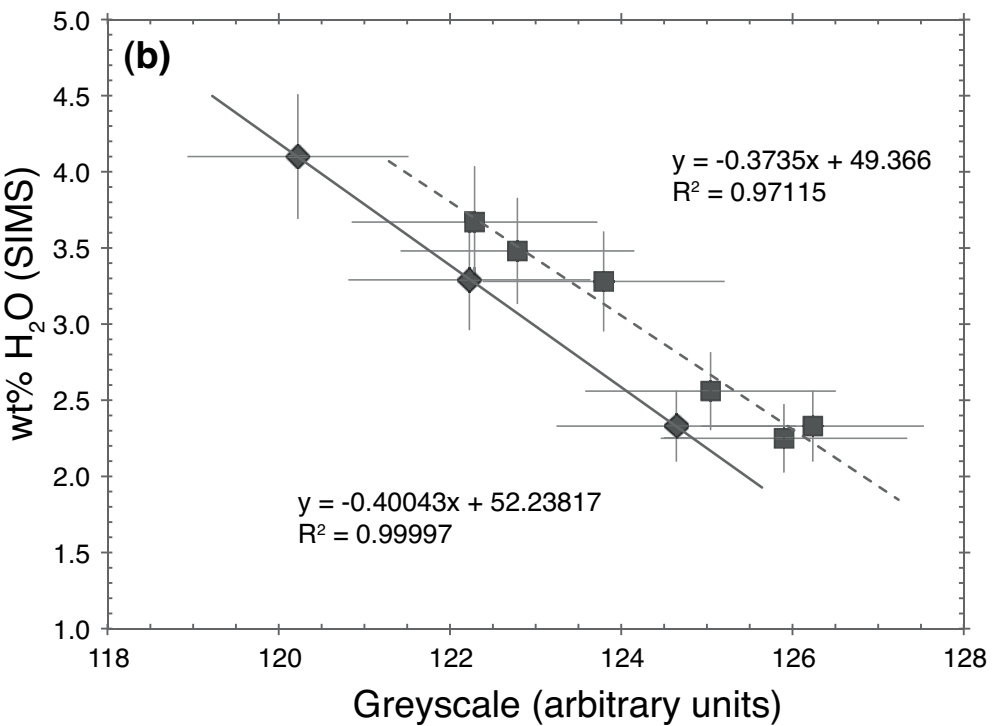 (b)
5.0
4.5
4.0
3.5
3.0
2.5
2.0
1.5
1.0
wt% H₂O (SIMS)
y = -0.3735x + 49.366
R² = 0.97115
y = -0.40043x + 52.23817
R² = 0.99997
118 120 122 124 126 128
Greyscale (arbitrary units)